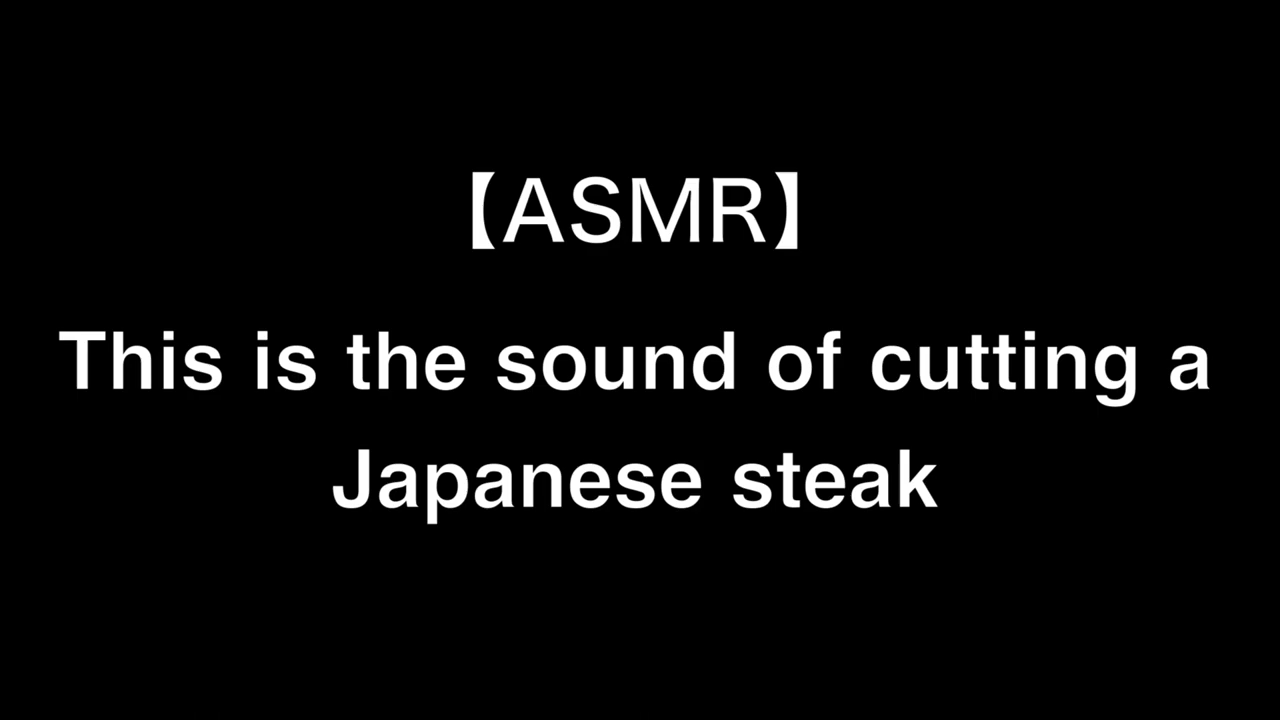 【ASMR】
This is the sound of cutting a
Japanese steak